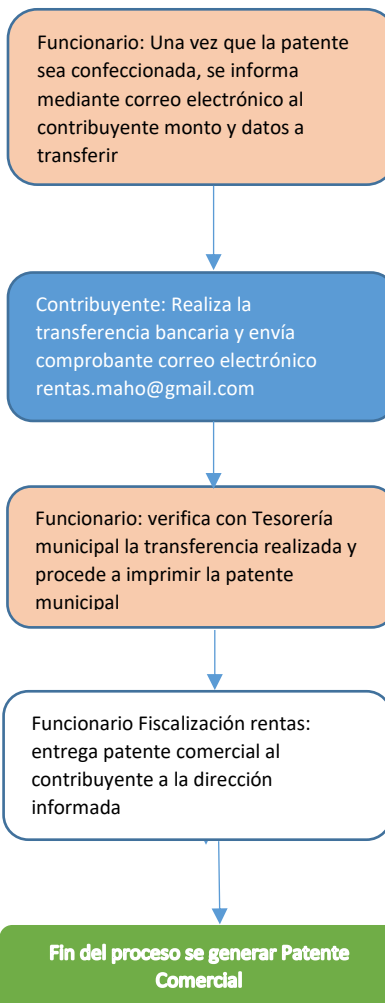 Funcionario: Una vez que la patente
sea confeccionada, se informa
mediante correo electrónico al
contribuyente monto y datos a
transferir
Contribuyente: Realiza la
transferencia bancaria y envía
comprobante correo electrónico
rentas.maho@gmail.com
Funcionario: verifica con Tesorería
municipal la transferencia realizada y
procede a imprimir la patente
municipal
Funcionario Fiscalización rentas:
entrega patente comercial al
contribuyente a la dirección
informada
Fin del proceso se generar Patente
Comercial